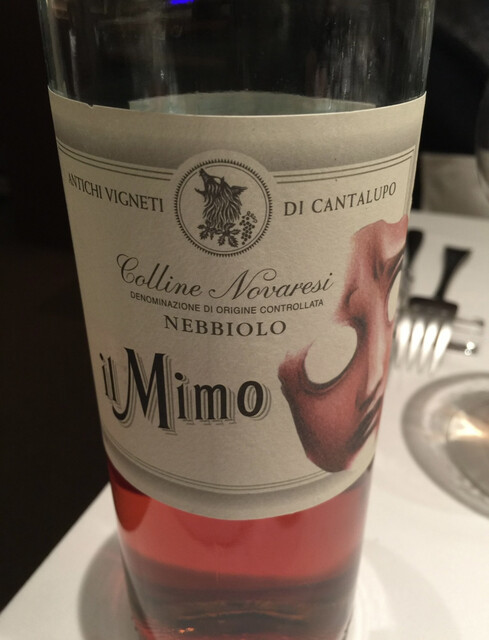 ANTICHI VIGNETI DI CANTALUPO
Colline Novaresi
DENOMINAZIONE DI ORIGINE CONTROLLATA
NEBBIOLO
il Mimo